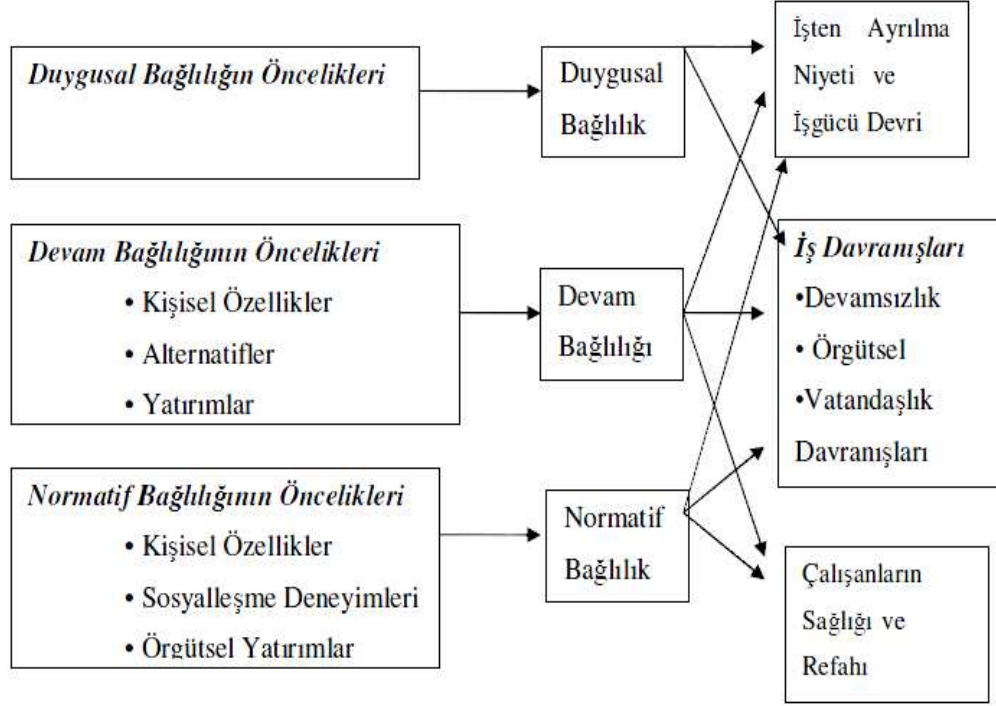 Duygusal Bağlılığın Öncelikleri
Duygusal
Bağlılık
İşten Ayrılma
Niyeti ve
İşgücü Devri
Devam Bağlılığının Öncelikleri
• Kişisel Özellikler
• Alternatifler
• Yatırımlar
Devam
Bağlılığı
İş Davranışları
•Devamsızlık
• Örgütsel
•Vatandaşlık
Davranışları
Normatif Bağlılığının Öncelikleri
• Kişisel Özellikler
• Sosyalleşme Deneyimleri
• Örgütsel Yatırımlar
Normatif
Bağlılık
Çalışanların
Sağlığı ve
Refahı